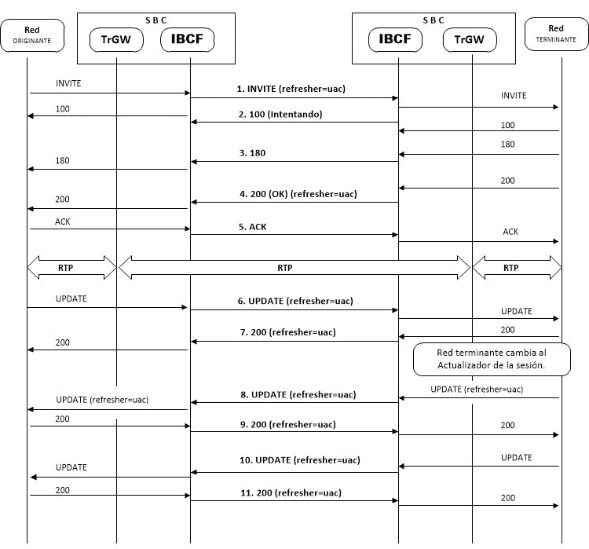 S B C
S B C
Red
ORIGINANTE
TrGW
IBCF
IBCF
TrGW
Red
TERMINANTE
INVITE
1. INVITE (refresher=uac)
INVITE
100
2. 100 (Intentando)
100
180
3. 180
180
200
4. 200 (OK) (refresher=uac)
200
ACK
5. ACK
ACK
RTP
RTP
RTP
UPDATE
6. UPDATE (refresher=uac)
UPDATE
200
7. 200 (refresher=uac)
200
Red terminante cambia al
Actualizador de la sesión.
UPDATE (refresher=uac)
8. UPDATE (refresher=uac)
UPDATE (refresher=uac)
200
9. 200 (refresher=uac)
200
UPDATE
10. UPDATE (refresher=uac)
UPDATE
200
11. 200 (refresher=uac)
200